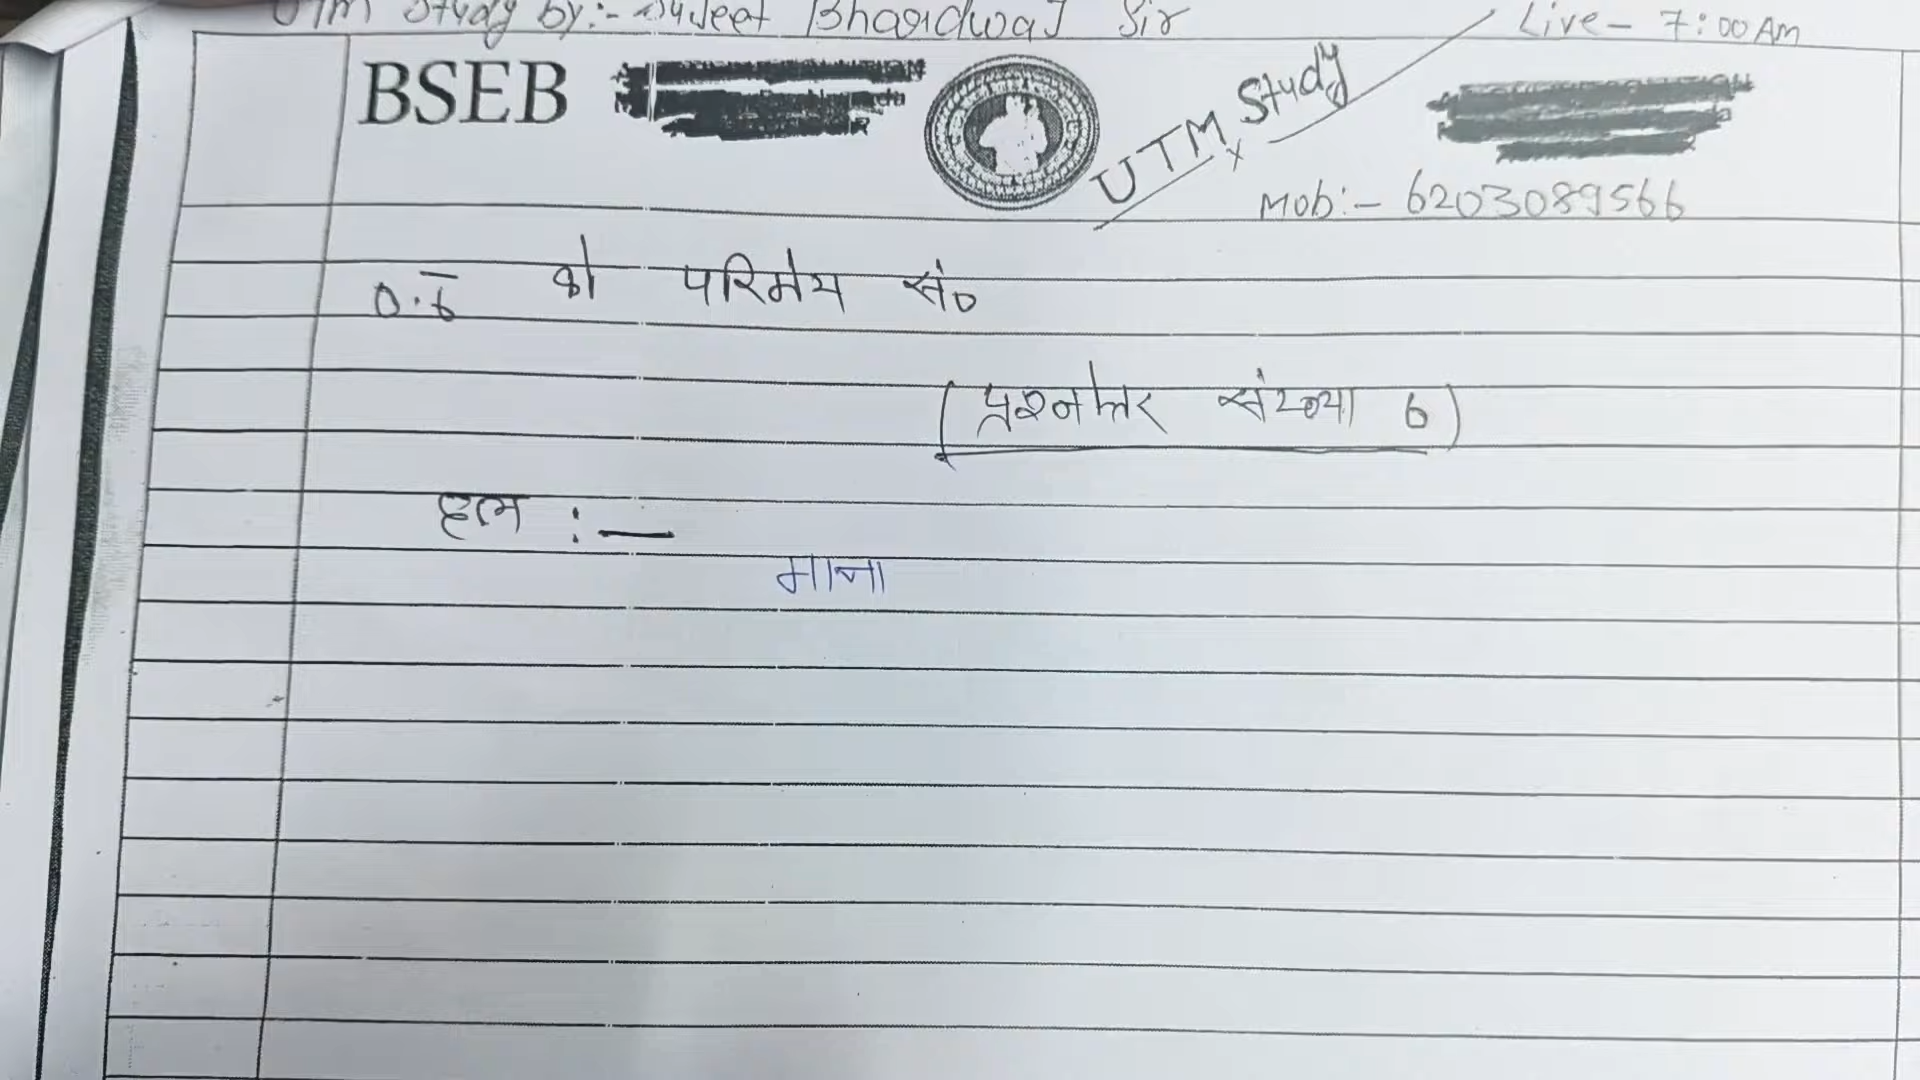 UTM Study by:- Sujeet Bharadwaj Sir Live- 7:00 Am
BSEB
UTM Study
Mob:- 6203089566
0.6̅ को परिमेय सं०
(प्रश्नोत्तर संख्या 6)
हल :—
माना